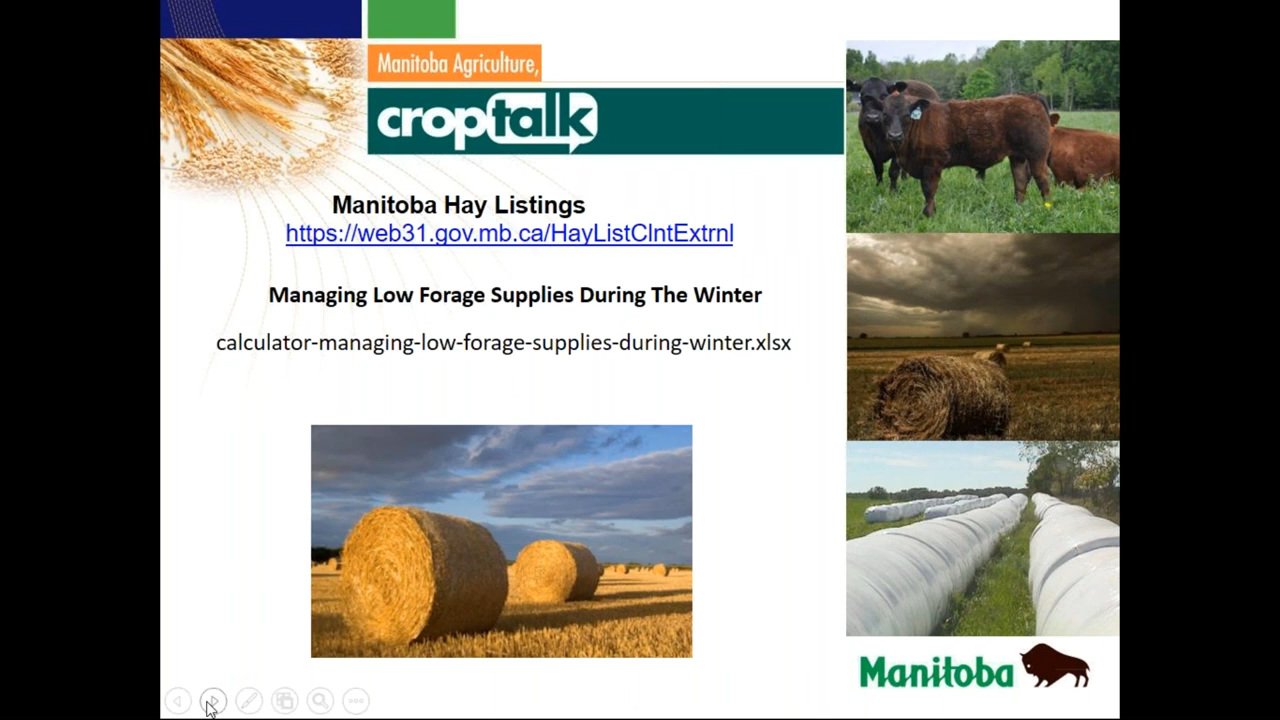 Manitoba Agriculture,
croptalk
Manitoba Hay Listings
https://web31.gov.mb.ca/HayListClntExtrnl
Managing Low Forage Supplies During The Winter
calculator-managing-low-forage-supplies-during-winter.xlsx
Manitoba